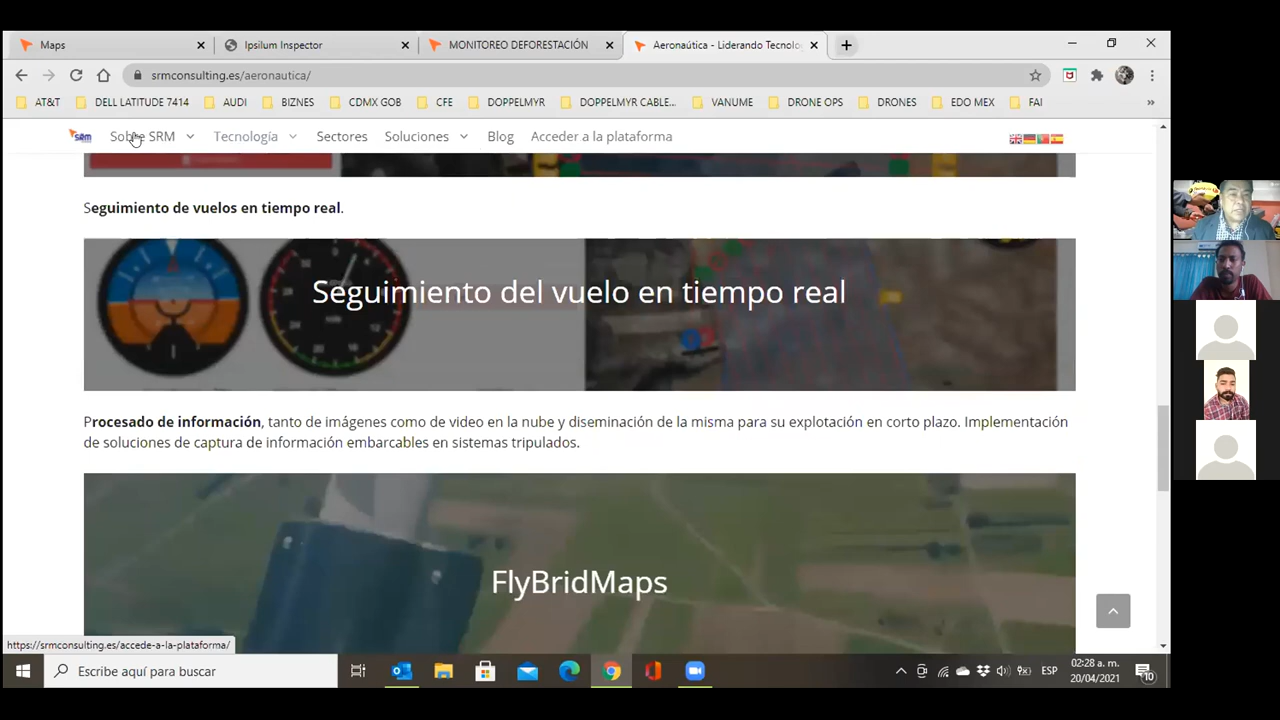 Maps
Ipsilum Inspector
MONITOREO DEFORESTACIÓN
Aeronaútica - Liderando Tecnolo
srmconsulting.es/aeronautica/
AT&T DELL LATITUDE 7414 AUDI BIZNES CDMX GOB CFE DOPPELMYR DOPPELMYR CABLE... VANUME DRONE OPS DRONES EDO MEX FAI »
SRM Sobre SRM Tecnología Sectores Soluciones Blog Acceder a la plataforma
Seguimiento de vuelos en tiempo real.
Seguimiento del vuelo en tiempo real
Procesado de información, tanto de imágenes como de video en la nube y diseminación de la misma para su explotación en corto plazo. Implementación
de soluciones de captura de información embarcables en sistemas tripulados.
FlyBridMaps
https://srmconsulting.es/accede-a-la-plataforma/
Escribe aquí para buscar
ESP
02:28 a. m.
20/04/2021
10